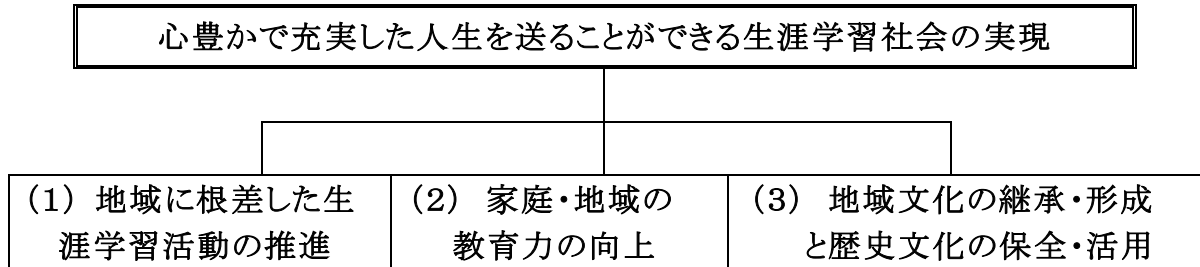 心豊かで充実した人生を送ることができる生涯学習社会の実現
（1）地域に根差した生
涯学習活動の推進
（2） 家庭・地域の
教育力の向上
（3） 地域文化の継承・形成
と歴史文化の保全・活用